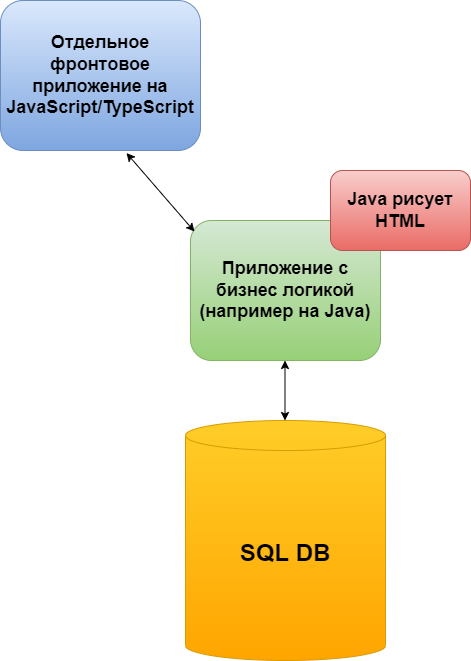 Отдельное
фронтовое
приложение на
JavaScript/TypeScript
Java рисует
HTML
Приложение с
бизнес логикой
(например на Java)
SQL DB